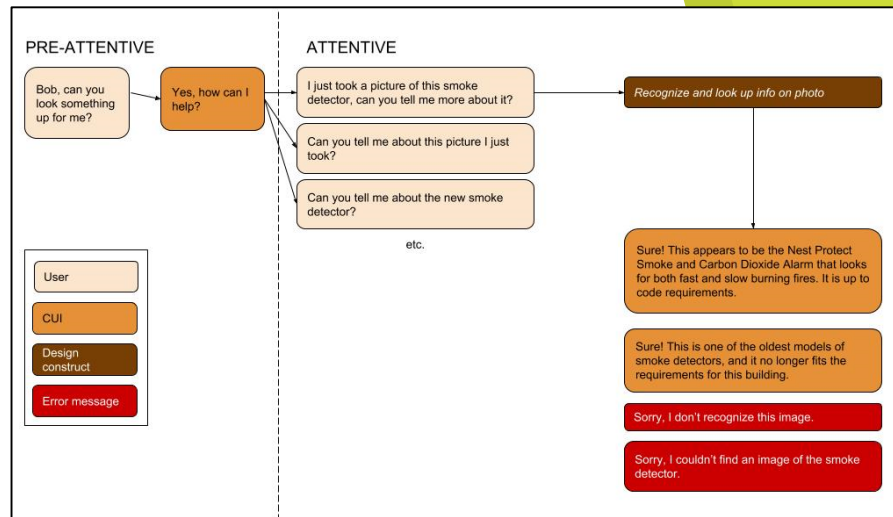 PRE-ATTENTIVE
ATTENTIVE
Bob, can you
look something
up for me?
Yes, how can I
help?
I just took a picture of this smoke
detector, can you tell me more about it?
Recognize and look up info on photo
Can you tell me about this picture I just
took?
Can you tell me about the new smoke
detector?
etc.
Sure! This appears to be the Nest Protect
Smoke and Carbon Dioxide Alarm that looks
for both fast and slow burning fires. It is up to
code requirements.
Sure! This is one of the oldest models of
smoke detectors, and it no longer fits the
requirements for this building.
Sorry, I don't recognize this image.
Sorry, I couldn't find an image of the smoke
detector.
User
CUI
Design
construct
Error message